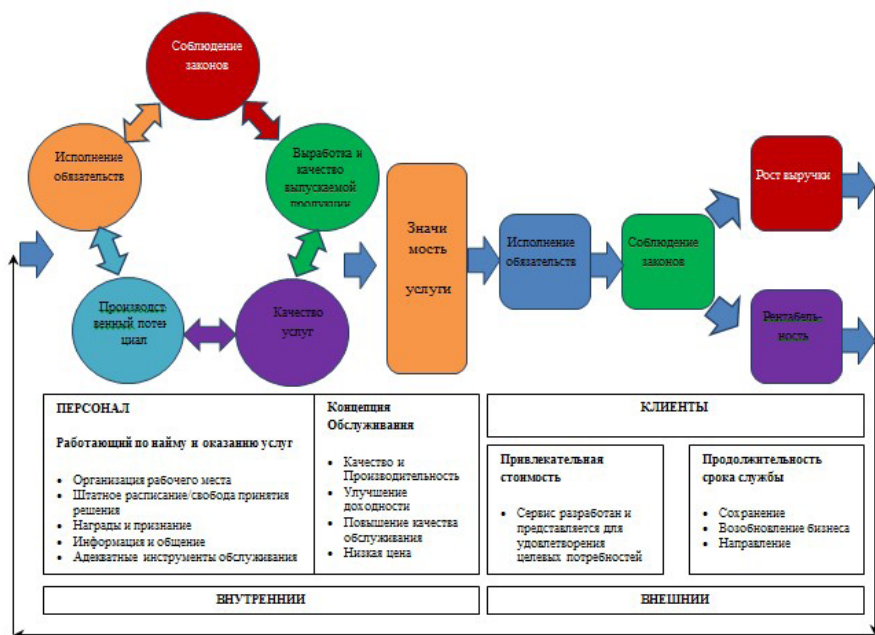 Соблюдение
законов
Исполнение
обязательств
Выработка и
качество
выпускаемой
продукции
Производст-
венный потен-
циал
Качество
услуг
Значи
мость
услуги
Исполнение
обязательств
Соблюдение
законов
Рост выручки
Рентабель-
ность
ПЕРСОНАЛ
Работающий по найму и оказанию услуг
• Организация рабочего места
• Штатное расписание/свобода принятия
решения
• Награды и признание
• Информация и общение
• Адекватные инструменты обслуживания
Концепция
Обслуживания
• Качество и
Производительность
• Улучшение
доходности
• Повышение качества
обслуживания
• Низкая цена
КЛИЕНТЫ
Привлекательная
стоимость
• Сервис разработан и
представляется для
удовлетворения
целевых потребностей
Продолжительность
срока службы
• Сохранение
• Возобновление бизнеса
• Направление
ВНУТРЕННИИ
ВНЕШНИИ